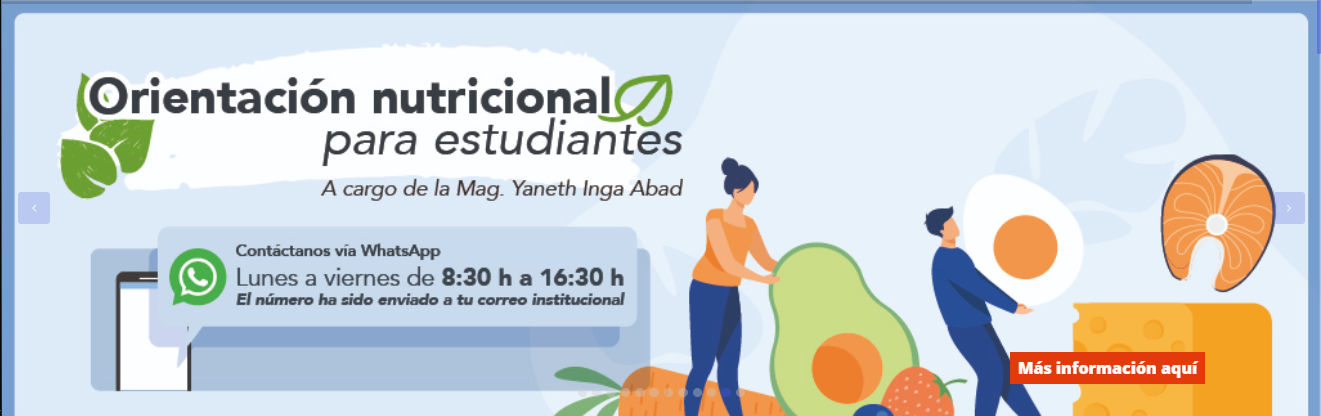 Orientación nutricional
para estudiantes
A cargo de la Mag. Yaneth Inga Abad
Contáctanos vía WhatsApp
Lunes a viernes de 8:30 h a 16:30 h
El número ha sido enviado a tu correo institucional
Más información aquí